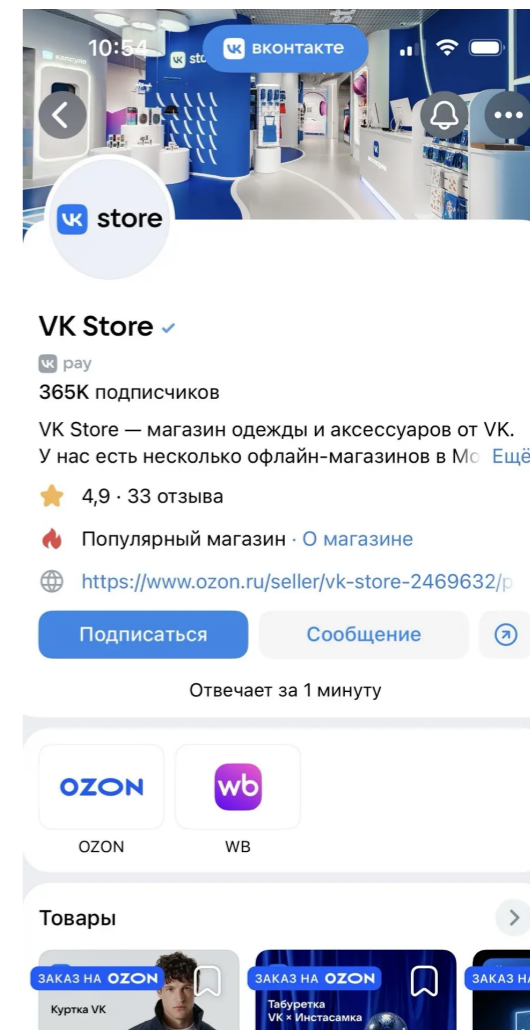 10:54
вконтакте
store
VK Store
pay
365K подписчиков
VK Store — магазин одежды и аксессуаров от VK.
У нас есть несколько офлайн-магазинов в Ещё
4,9 · 33 отзыва
Популярный магазин · О магазине
https://www.ozon.ru/seller/vk-store-2469632/p
Подписаться Сообщение
Отвечает за 1 минуту
OZON wb
OZON WB
Товары
ЗАКАЗ НА OZON ЗАКАЗ НА OZON ЗАКАЗ
Куртка VK
Табуретка
VK × Инстасамка